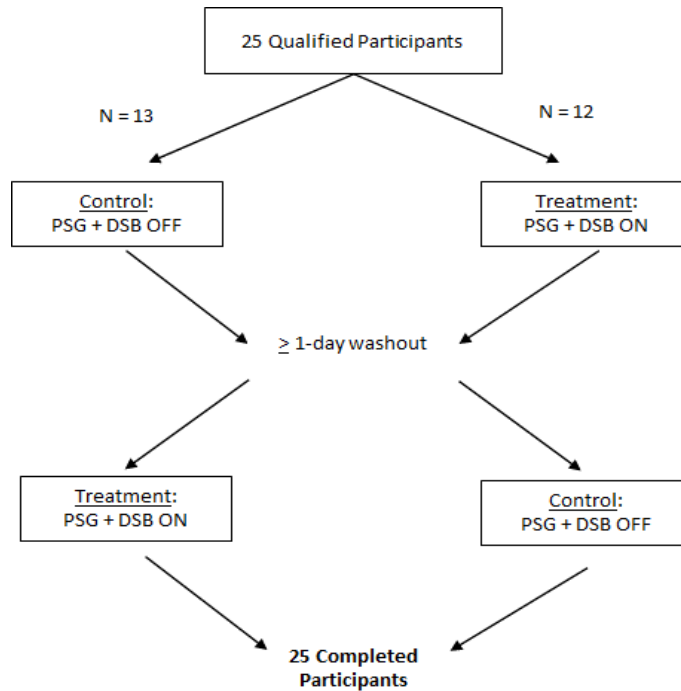 25 Qualified Participants
N = 13
N = 12
Control:
PSG + DSB OFF
Treatment:
PSG + DSB ON
≥ 1-day washout
Treatment:
PSG + DSB ON
Control:
PSG + DSB OFF
25 Completed
Participants